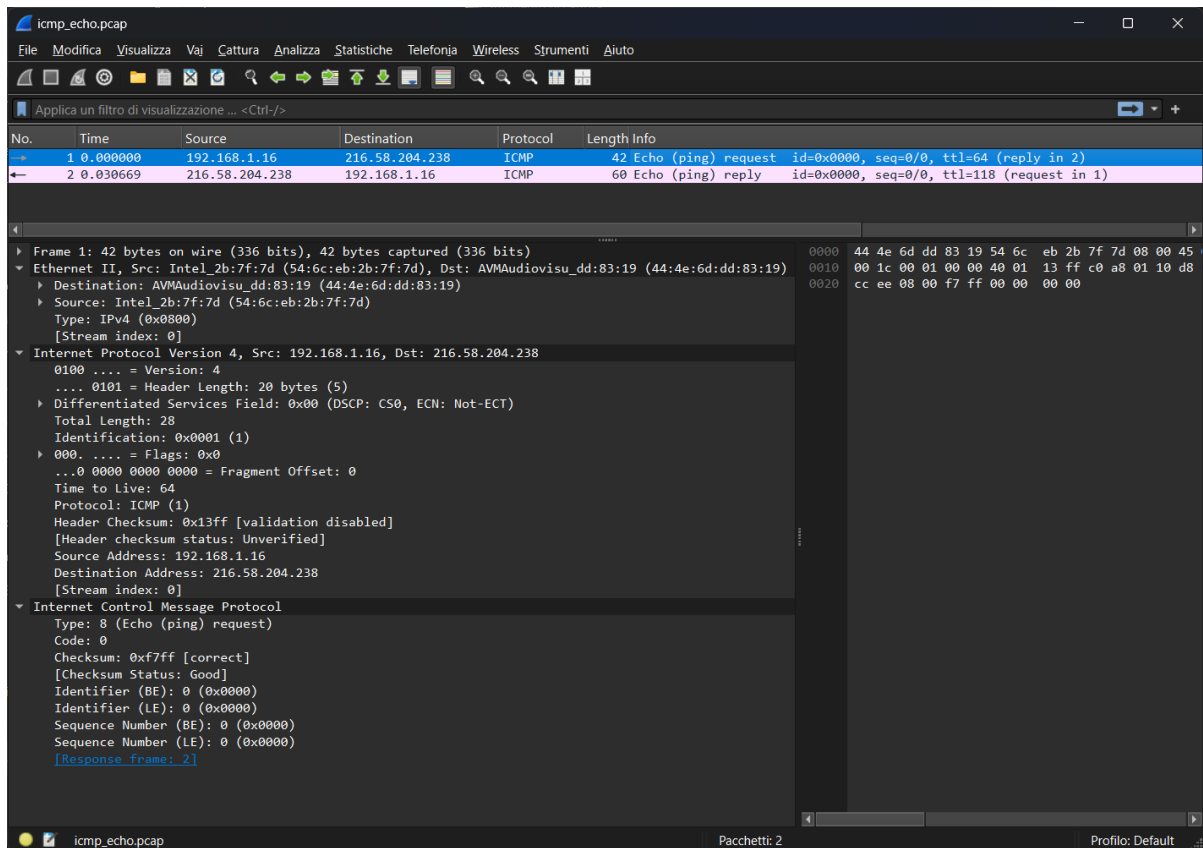 icmp_echo.pcap
File Modifica Visualizza Vai Cattura Analizza Statistiche Telefonia Wireless Strumenti Aiuto
Applica un filtro di visualizzazione ... <Ctrl-/>
No. Time Source Destination Protocol Length Info
1 0.000000 192.168.1.16 216.58.204.238 ICMP 42 Echo (ping) request id=0x0000, seq=0/0, ttl=64 (reply in 2)
2 0.030669 216.58.204.238 192.168.1.16 ICMP 60 Echo (ping) reply id=0x0000, seq=0/0, ttl=118 (request in 1)
Frame 1: 42 bytes on wire (336 bits), 42 bytes captured (336 bits)
Ethernet II, Src: Intel_2b:7f:7d (54:6c:eb:2b:7f:7d), Dst: AVMAudiovisu_dd:83:19 (44:4e:6d:dd:83:19)
Destination: AVMAudiovisu_dd:83:19 (44:4e:6d:dd:83:19)
Source: Intel_2b:7f:7d (54:6c:eb:2b:7f:7d)
Type: IPv4 (0x0800)
[Stream index: 0]
Internet Protocol Version 4, Src: 192.168.1.16, Dst: 216.58.204.238
0100 .... = Version: 4
.... 0101 = Header Length: 20 bytes (5)
Differentiated Services Field: 0x00 (DSCP: CS0, ECN: Not-ECT)
Total Length: 28
Identification: 0x0001 (1)
000. .... = Flags: 0x0
...0 0000 0000 0000 = Fragment Offset: 0
Time to Live: 64
Protocol: ICMP (1)
Header Checksum: 0x13ff [validation disabled]
[Header checksum status: Unverified]
Source Address: 192.168.1.16
Destination Address: 216.58.204.238
[Stream index: 0]
Internet Control Message Protocol
Type: 8 (Echo (ping) request)
Code: 0
Checksum: 0xf7ff [correct]
[Checksum Status: Good]
Identifier (BE): 0 (0x0000)
Identifier (LE): 0 (0x0000)
Sequence Number (BE): 0 (0x0000)
Sequence Number (LE): 0 (0x0000)
[Response frame: 2]
0000 44 4e 6d dd 83 19 54 6c eb 2b 7f 7d 08 00 45
0010 00 1c 00 01 00 00 40 01 13 ff c0 a8 01 10 d8
0020 cc ee 08 00 f7 ff 00 00 00 00
icmp_echo.pcap Pacchetti: 2 Profilo: Default